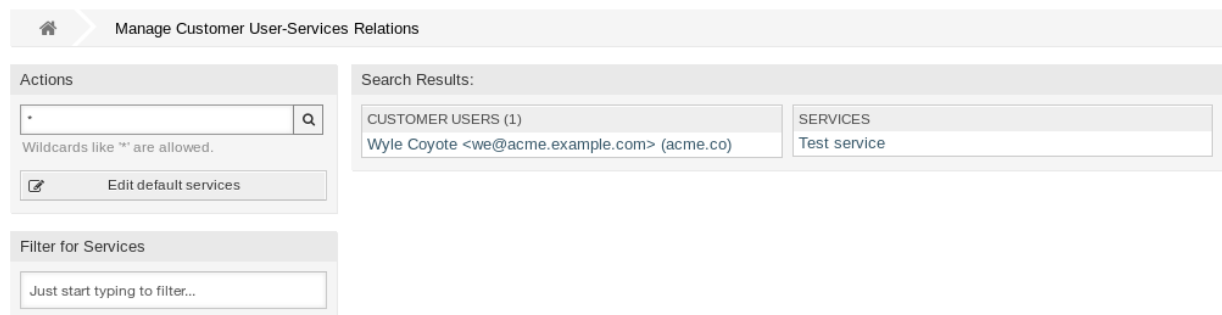 Manage Customer User-Services Relations
Actions
*
Wildcards like '*' are allowed.
Edit default services
Filter for Services
Just start typing to filter...
Search Results:
CUSTOMER USERS (1)
Wyle Coyote <we@acme.example.com> (acme.co)
SERVICES
Test service